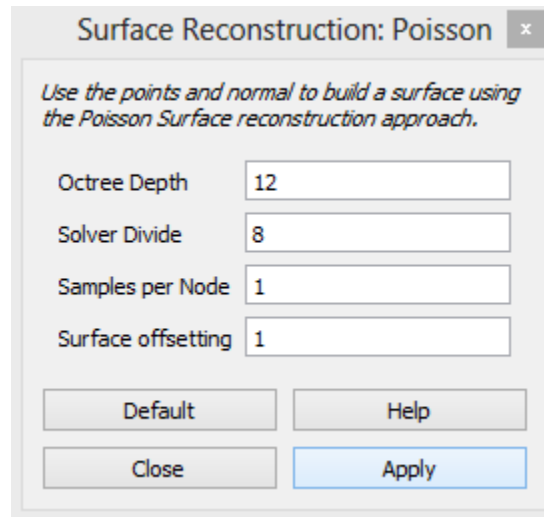 Surface Reconstruction: Poisson x
Use the points and normal to build a surface using
the Poisson Surface reconstruction approach.
Octree Depth 12
Solver Divide 8
Samples per Node 1
Surface offsetting 1
Default Help
Close Apply